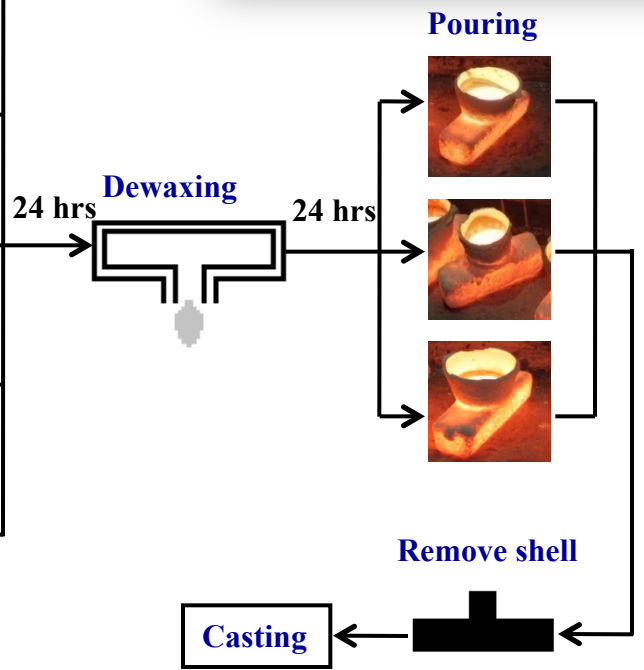 Pouring
Dewaxing
24 hrs
24 hrs
Remove shell
Casting